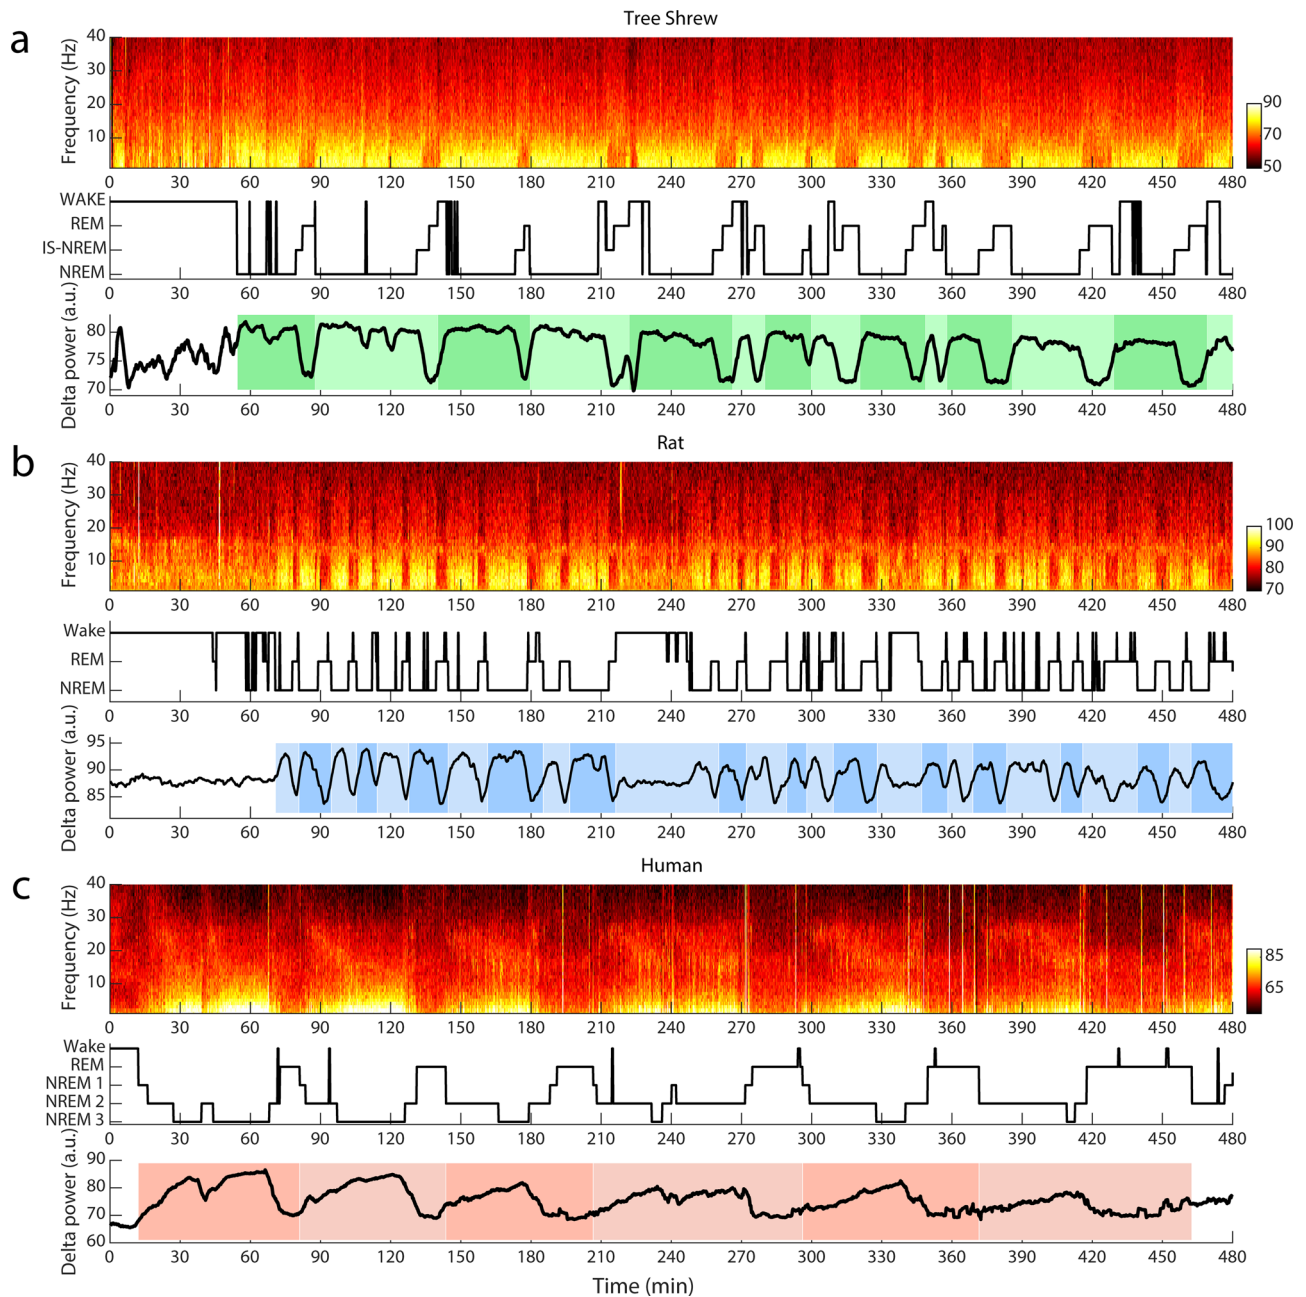 Tree Shrew
a
Frequency (Hz)
40
30
20
10
0 30 60 90 120 150 180 210 240 270 300 330 360 390 420 450 480
90
70
50
WAKE
REM
IS-NREM
NREM
0 30 60 90 120 150 180 210 240 270 300 330 360 390 420 450 480
Delta power (a.u.)
80
75
70
0 30 60 90 120 150 180 210 240 270 300 330 360 390 420 450 480
Rat
b
Frequency (Hz)
40
30
20
10
0 30 60 90 120 150 180 210 240 270 300 330 360 390 420 450 480
100
90
80
70
Wake
REM
NREM
0 30 60 90 120 150 180 210 240 270 300 330 360 390 420 450 480
Delta power (a.u.)
95
90
85
0 30 60 90 120 150 180 210 240 270 300 330 360 390 420 450 480
Human
c
Frequency (Hz)
40
30
20
10
0 30 60 90 120 150 180 210 240 270 300 330 360 390 420 450 480
85
65
Wake
REM
NREM 1
NREM 2
NREM 3
0 30 60 90 120 150 180 210 240 270 300 330 360 390 420 450 480
Delta power (a.u.)
90
80
70
60
0 30 60 90 120 150 180 210 240 270 300 330 360 390 420 450 480
Time (min)